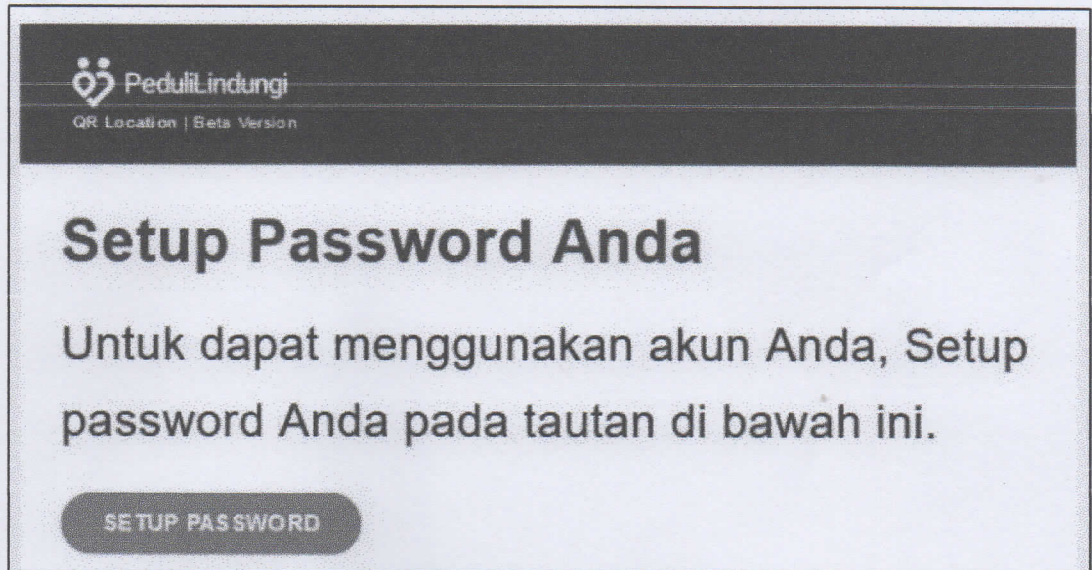 PeduliLindungi
QR Location | Beta Version
Setup Password Anda
Untuk dapat menggunakan akun Anda, Setup
password Anda pada tautan di bawah ini.
SETUP PASSWORD